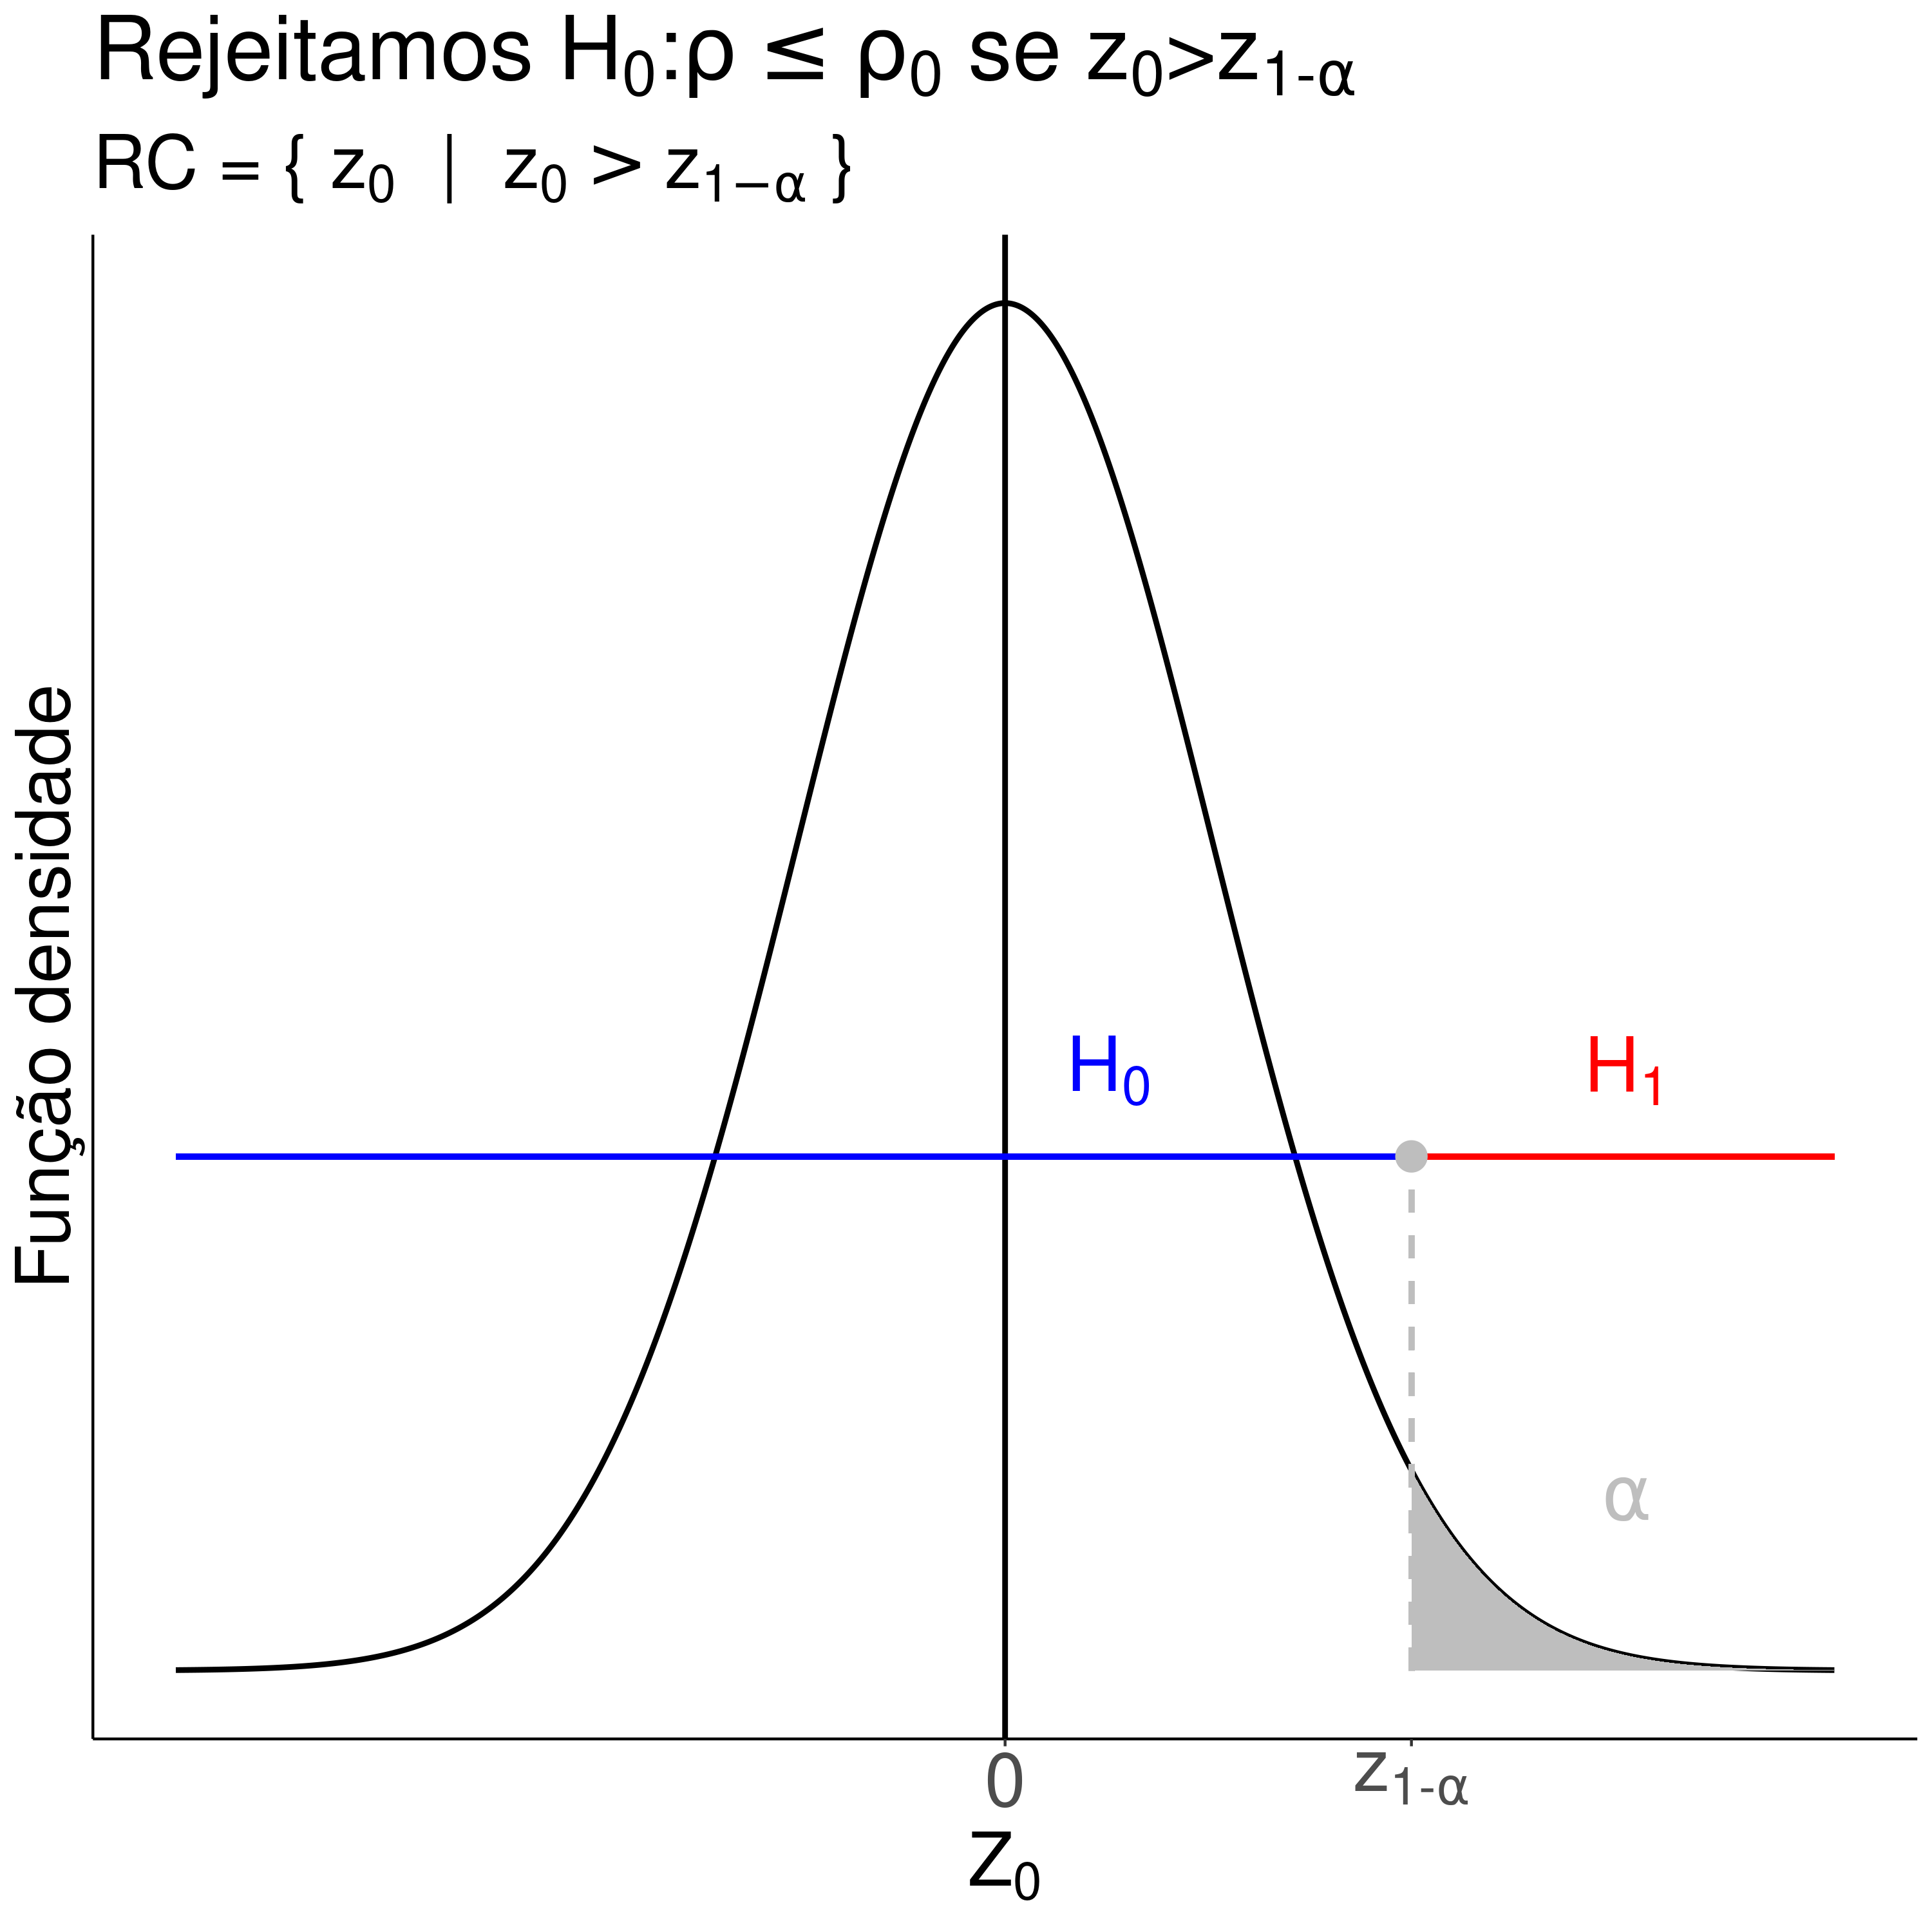 Rejeitamos H₀:ρ ≤ ρ₀ se z₀>z₁₋α
RC = { z₀ | z₀ > z₁₋α }
Função densidade
H₀
H₁
α
0
z₁₋α
Z₀